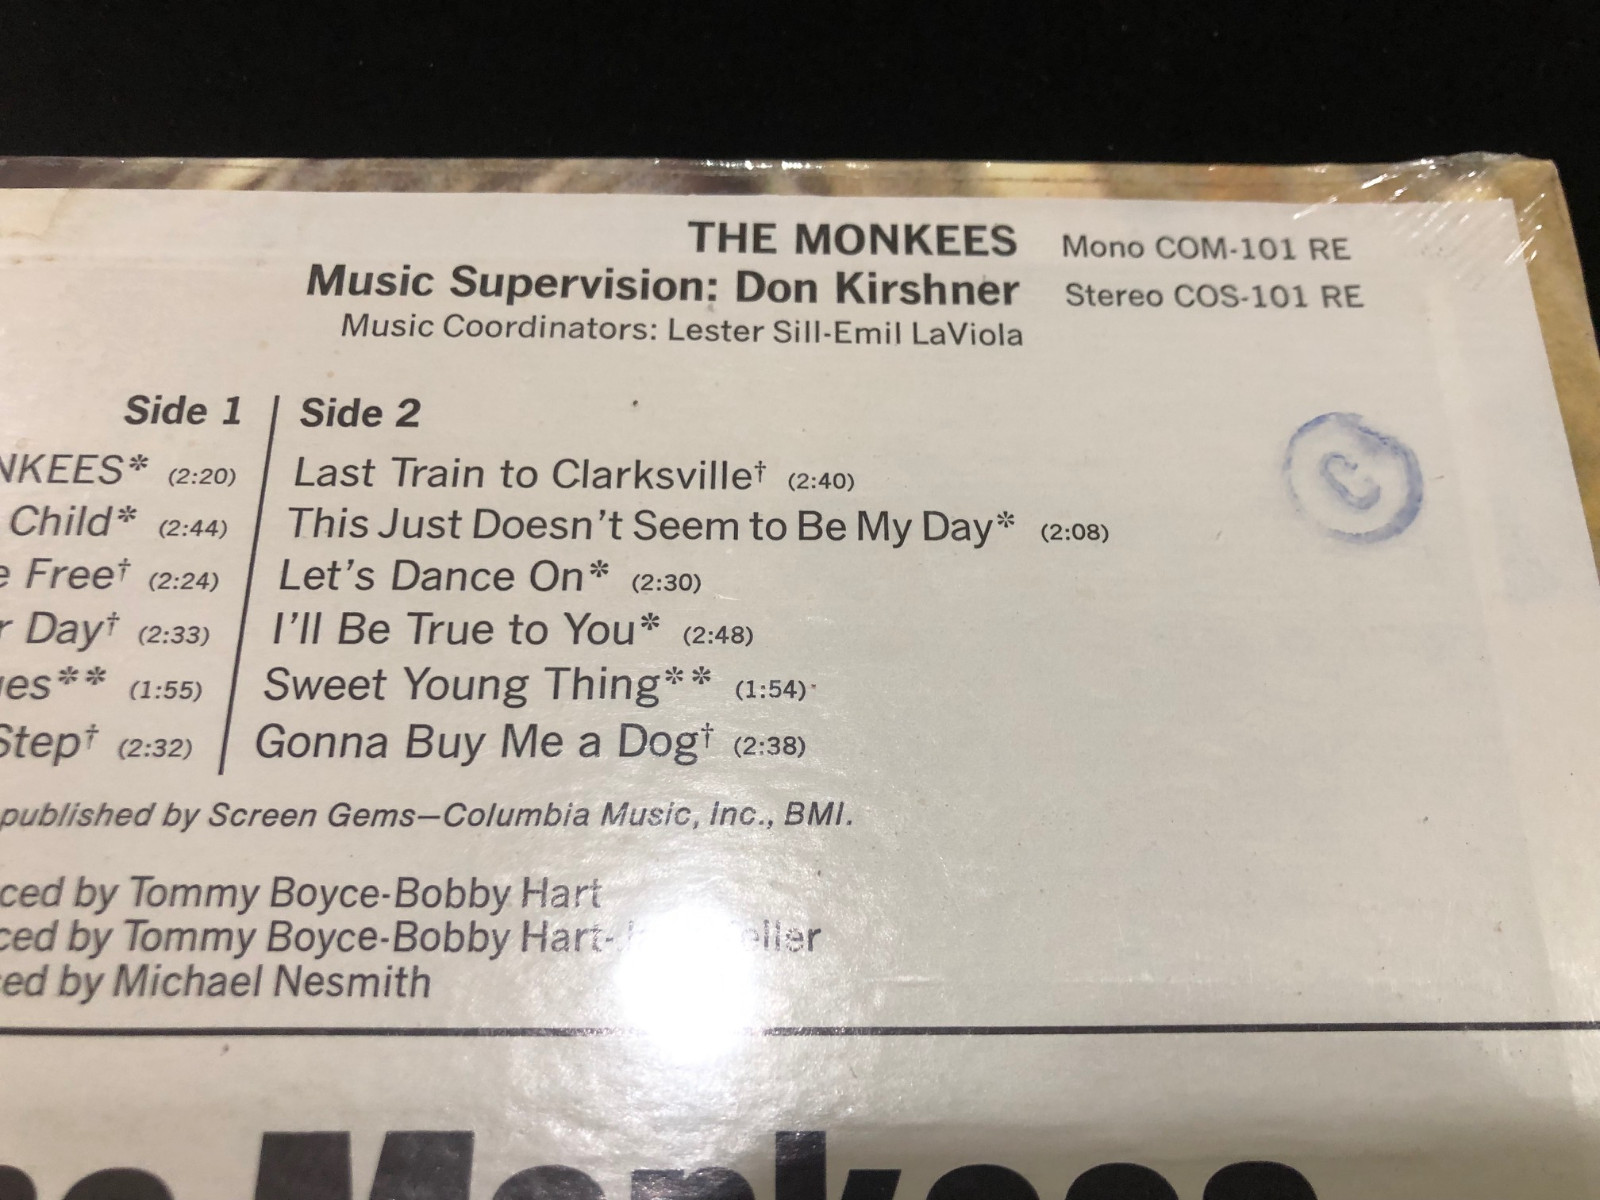 THE MONKEES Mono COM-101 RE
Music Supervision: Don Kirshner Stereo COS-101 RE
Music Coordinators: Lester Sill-Emil LaViola
Side 1 Side 2
NKEES* (2:20) Last Train to Clarksville† (2:40)
Child* (2:44) This Just Doesn't Seem to Be My Day* (2:08)
e Free† (2:24) Let's Dance On* (2:30)
r Day† (2:33) I'll Be True to You* (2:48)
es** (1:55) Sweet Young Thing** (1:54)
Step† (2:32) Gonna Buy Me a Dog† (2:38)
published by Screen Gems—Columbia Music, Inc., BMI.
ced by Tommy Boyce-Bobby Hart
ced by Tommy Boyce-Bobby Hart- eller
ed by Michael Nesmith
C
Monkees